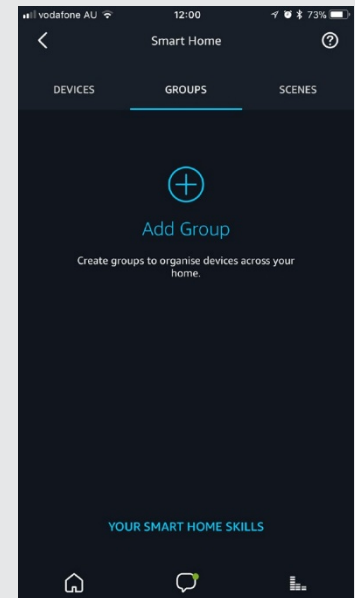 vodafone AU 12:00 73%
Smart Home ?
DEVICES GROUPS SCENES
Add Group
Create groups to organise devices across your
home.
YOUR SMART HOME SKILLS